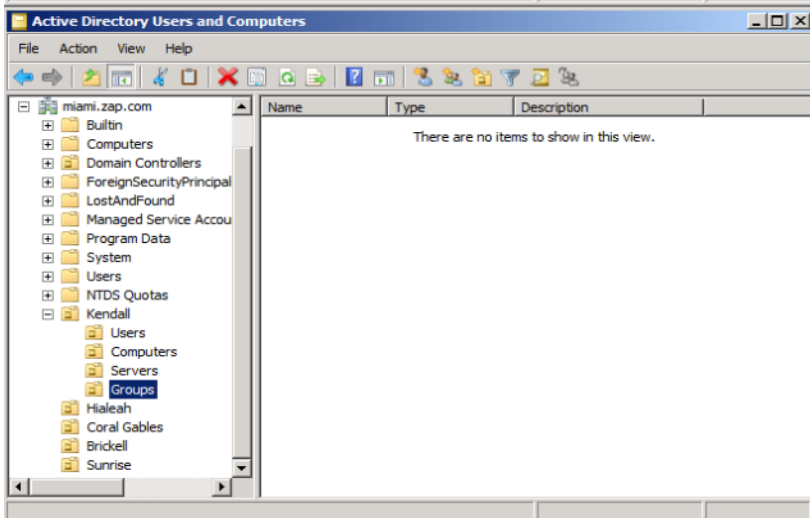 Active Directory Users and Computers
File Action View Help
miami.zap.com
Builtin
Computers
Domain Controllers
ForeignSecurityPrincipal
LostAndFound
Managed Service Accou
Program Data
System
Users
NTDS Quotas
Kendall
Users
Computers
Servers
Groups
Hialeah
Coral Gables
Brickell
Sunrise
Name Type Description
There are no items to show in this view.